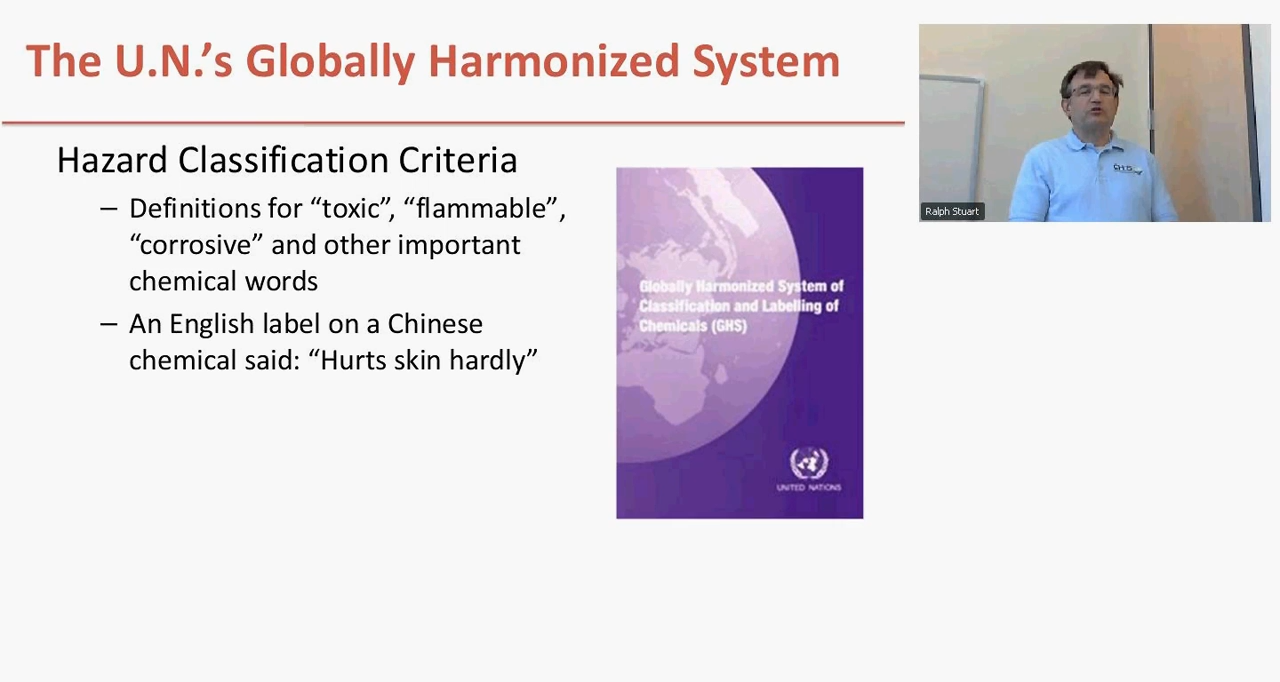 The U.N.’s Globally Harmonized System
Hazard Classification Criteria
– Definitions for “toxic”, “flammable”,
“corrosive” and other important
chemical words
– An English label on a Chinese
chemical said: “Hurts skin hardly”
Globally Harmonized System of
Classification and Labelling of
Chemicals (GHS)
UNITED NATIONS
Ralph Stuart